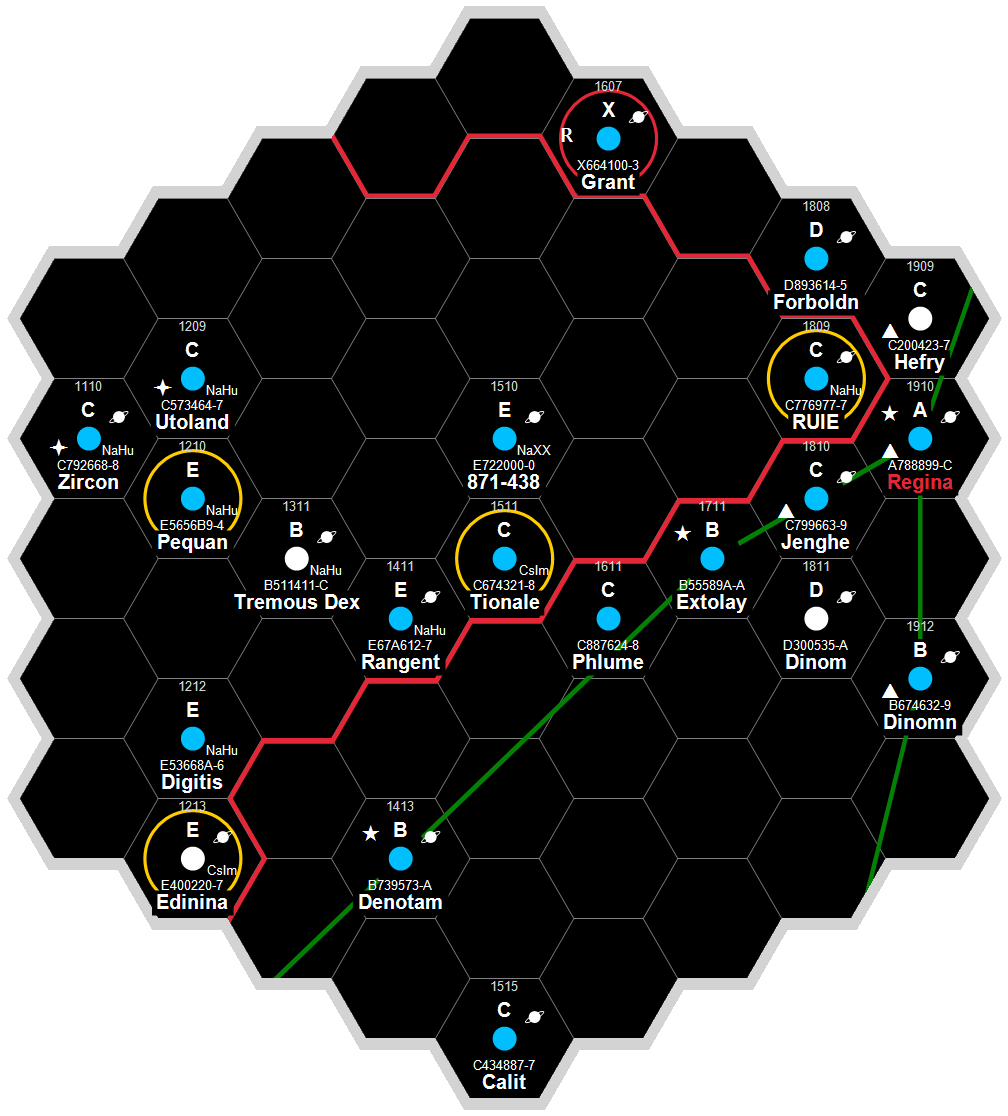 1607
X
R
X664100-3
Grant
1808
D
D893614-5
Forboldn
1909
C
C200423-7
Hefry
1209
C
NaHu
C573464-7
Utoland
1809
C
NaHu
C776977-7
RUIE
1110
C
NaHu
C792668-8
Zircon
1510
E
NaXX
E722000-0
871-438
1910
A
A788899-C
Regina
1210
E
NaHu
E5656B9-4
Pequan
1810
C
C799663-9
Jenghe
1311
B
NaHu
B511411-C
Tremous Dex
1511
C
CsIm
C674321-8
Tionale
1711
B
B55589A-A
Extolay
1411
E
NaHu
E67A612-7
Rangent
1611
C
C887624-8
Phlume
1811
D
D300535-A
Dinom
1912
B
B674632-9
Dinomn
1212
E
NaHu
E53668A-6
Digitis
1213
E
CsIm
E400220-7
Edinina
1413
B
B739573-A
Denotam
1515
C
C434887-7
Calit